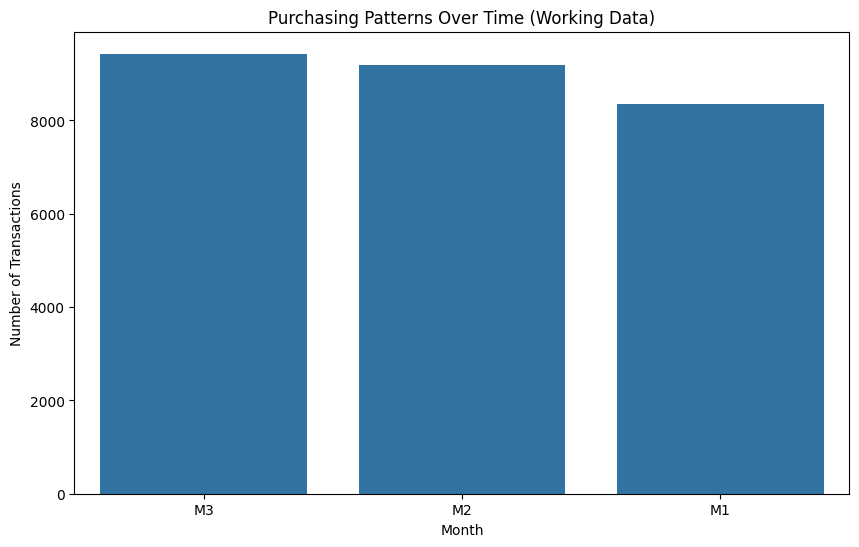 Purchasing Patterns Over Time (Working Data)
Number of Transactions
8000
6000
4000
2000
0
M3 M2 M1
Month